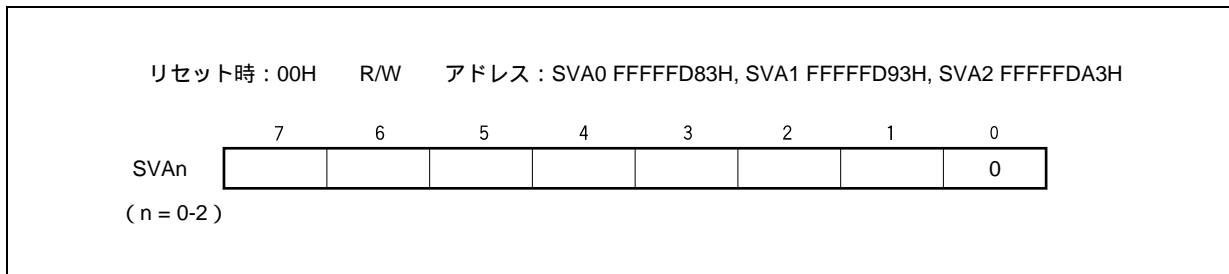 リセット時：00H R/W アドレス：SVA0 FFFFFD83H, SVA1 FFFFFD93H, SVA2 FFFFFDA3H
7 6 5 4 3 2 1 0
SVAn 0
（n = 0-2）